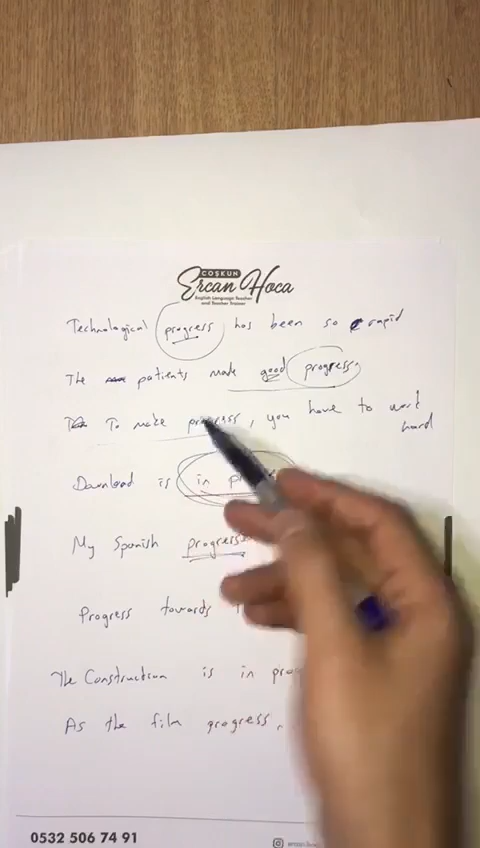 COŞKUN
Ercan Hoca
English Language Teacher
and Teacher Trainer
Technological progress has been so rapid
The patients made good progress.
To make progress, you have to work
hard
Download is in
My Spanish progress
Progress towards
The Construction is in prog
As the film progress,
0532 506 74 91